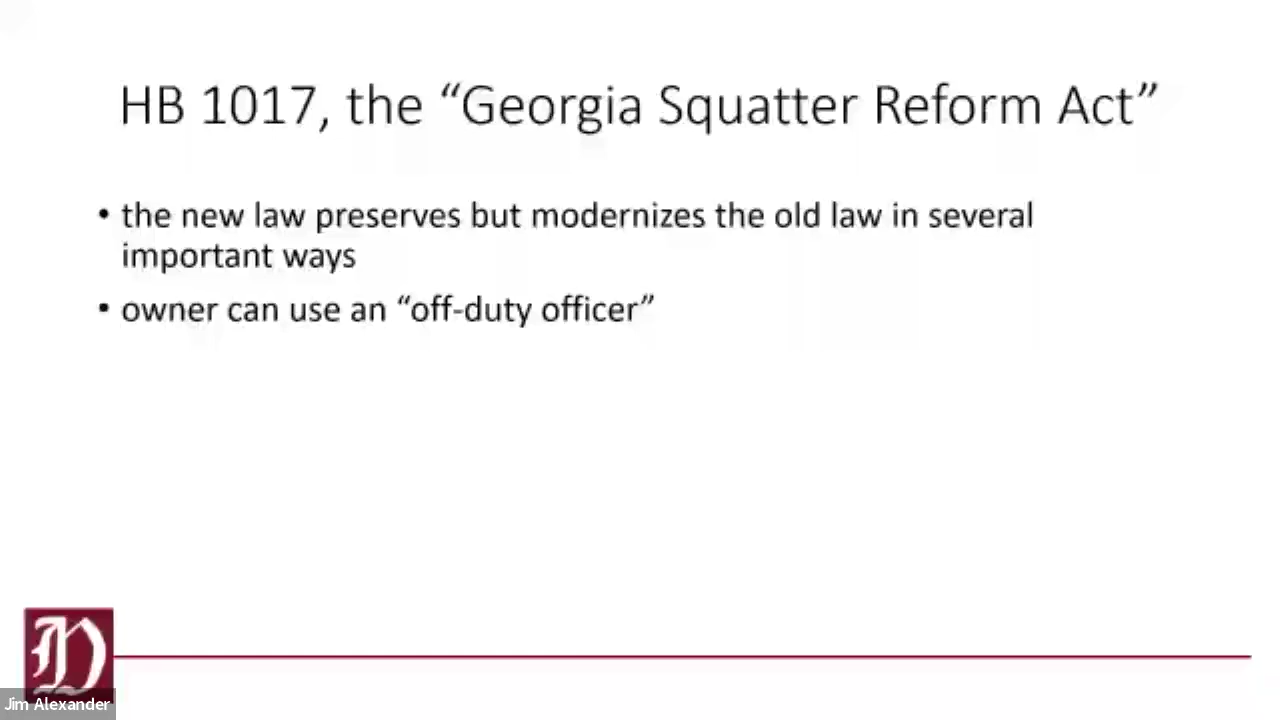 HB 1017, the “Georgia Squatter Reform Act”
• the new law preserves but modernizes the old law in several
important ways
• owner can use an “off-duty officer”
D
Jim Alexander